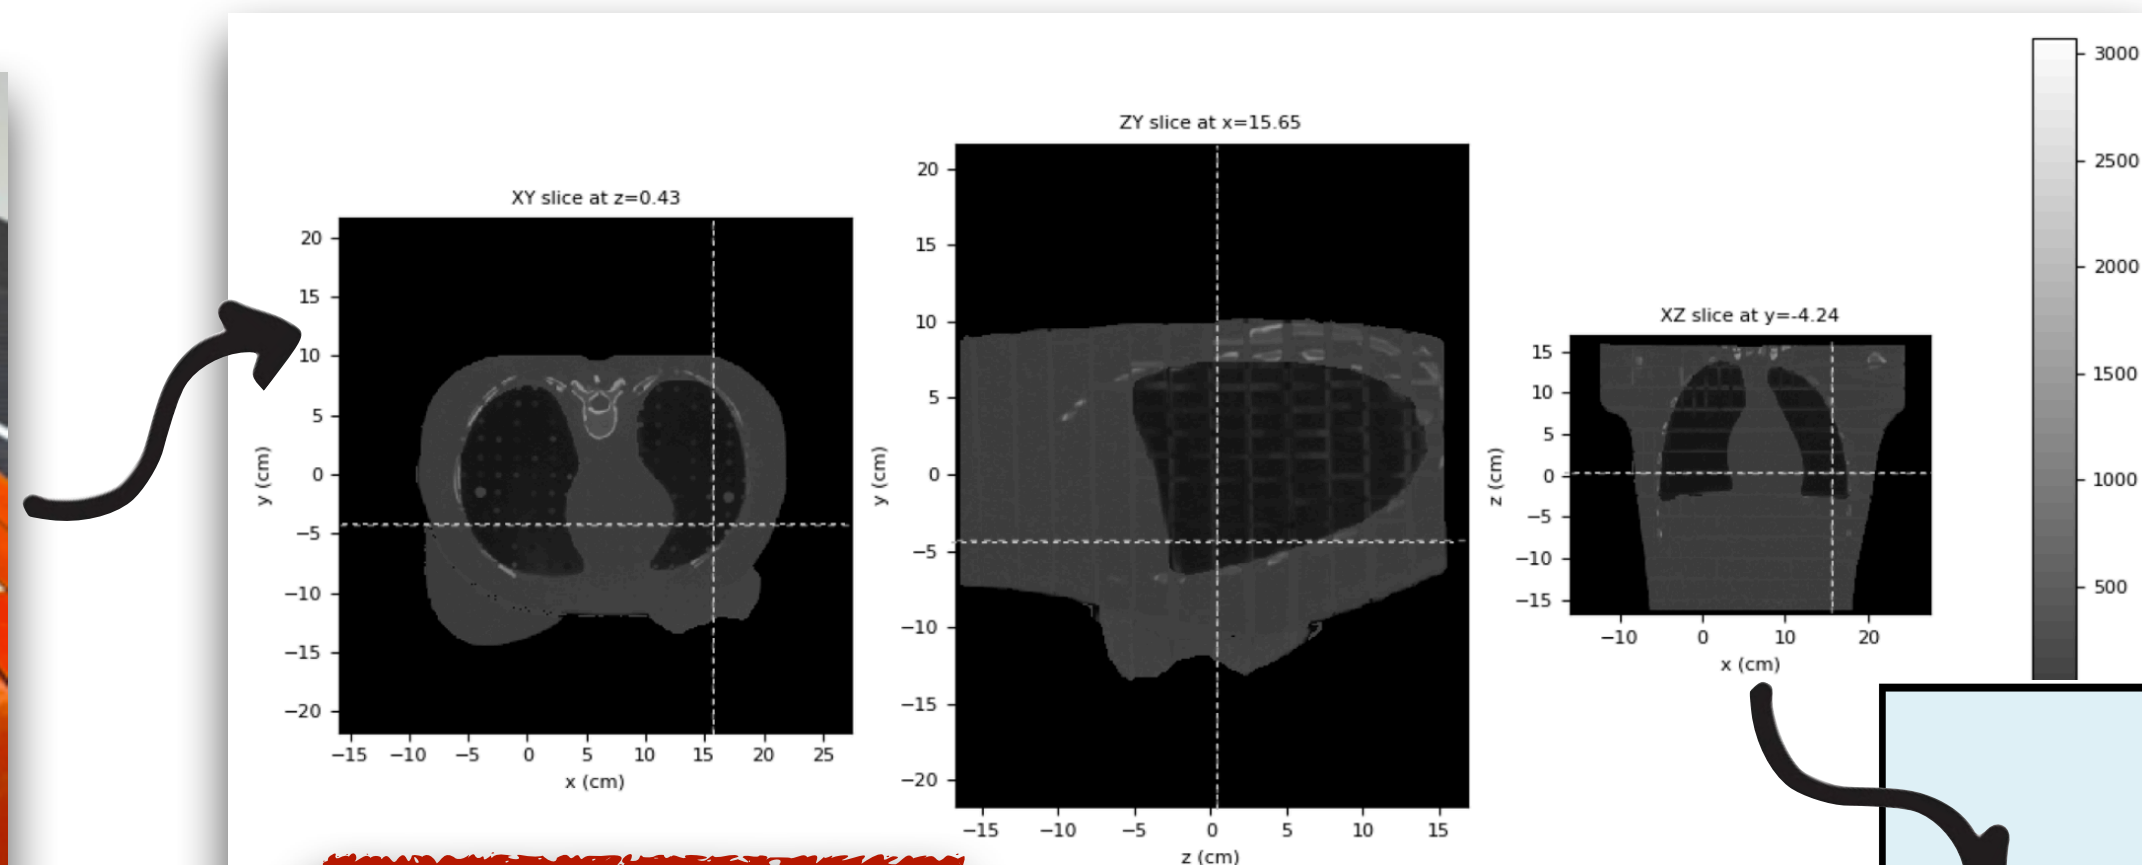 XY slice at z=0.43
20
15
10
5
0
−5
−10
−15
−20
y (cm)
−15 −10 −5 0 5 10 15 20 25
x (cm)
ZY slice at x=15.65
20
15
10
5
0
−5
−10
−15
−20
y (cm)
−15 −10 −5 0 5 10 15
z (cm)
XZ slice at y=-4.24
15
10
5
0
−5
−10
−15
z (cm)
−10 0 10 20
x (cm)
3000
2500
2000
1500
1000
500